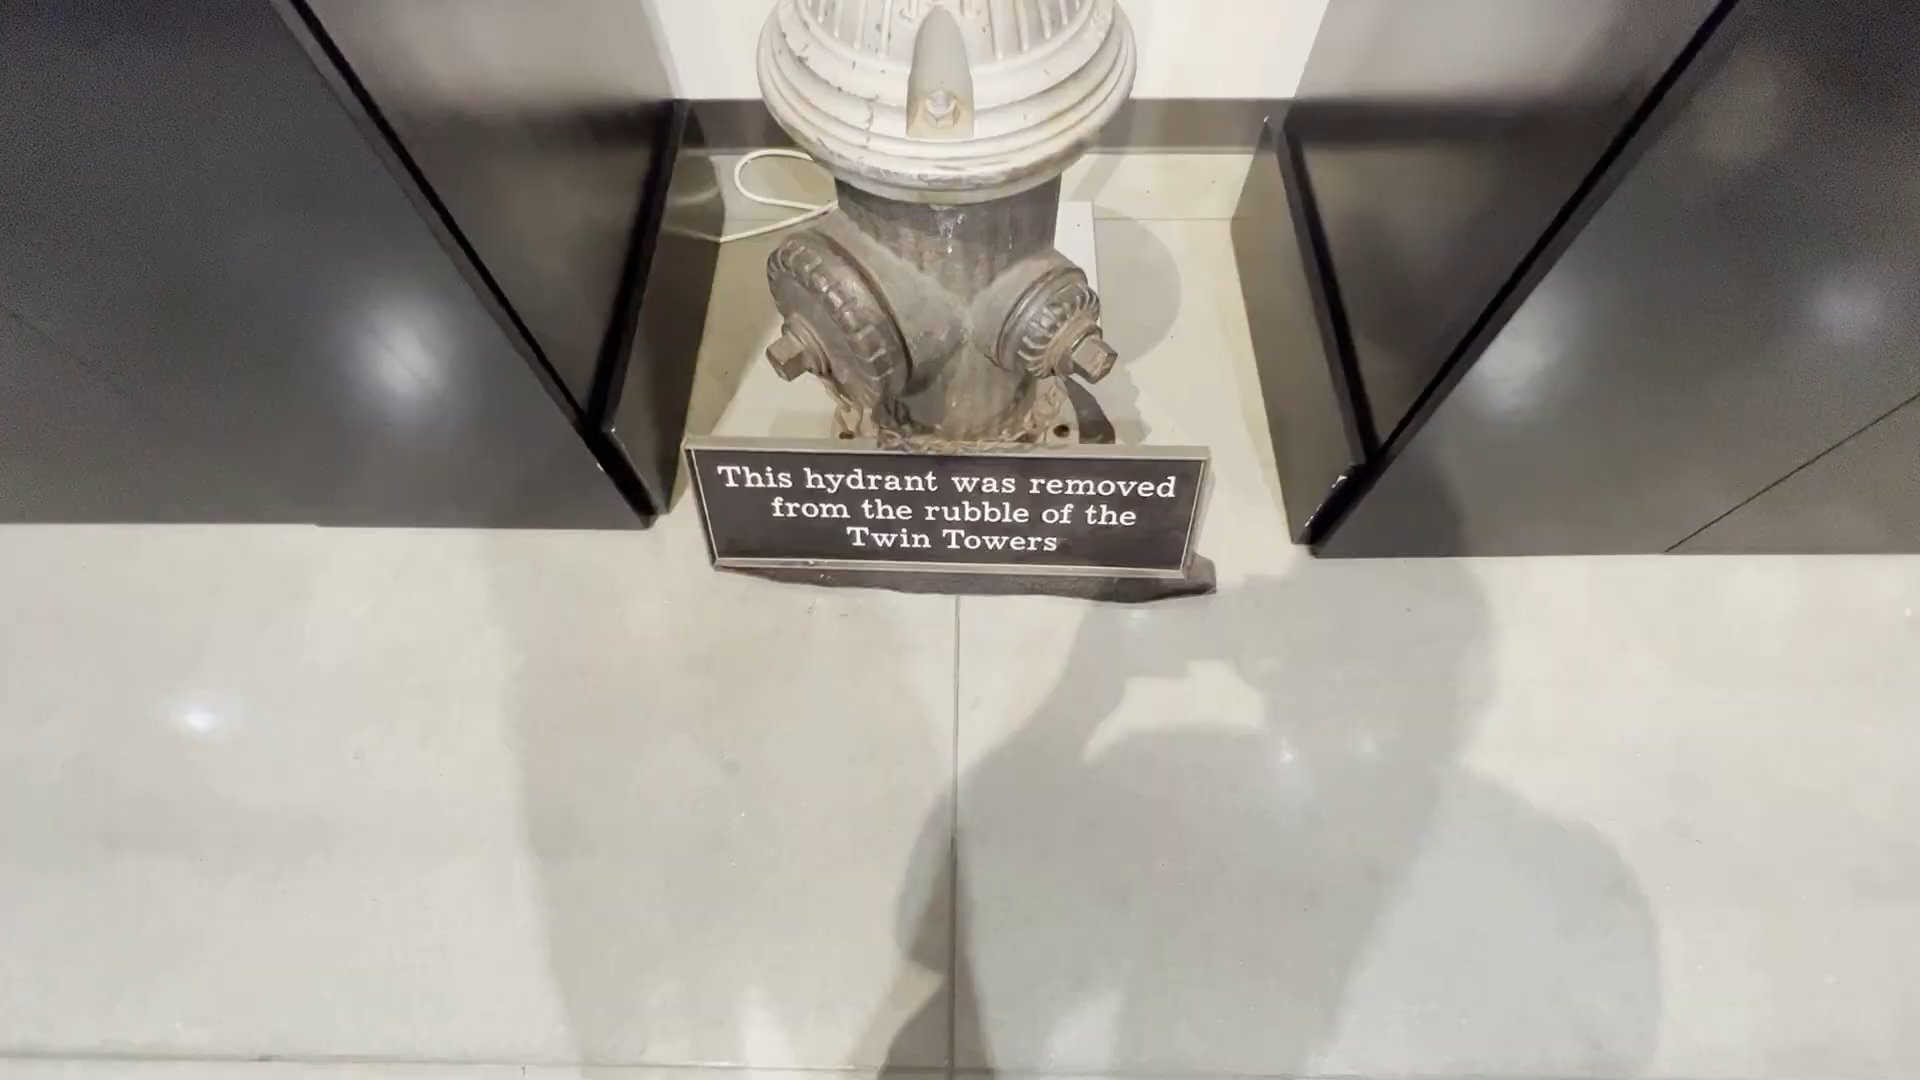 This hydrant was removed
from the rubble of the
Twin Towers